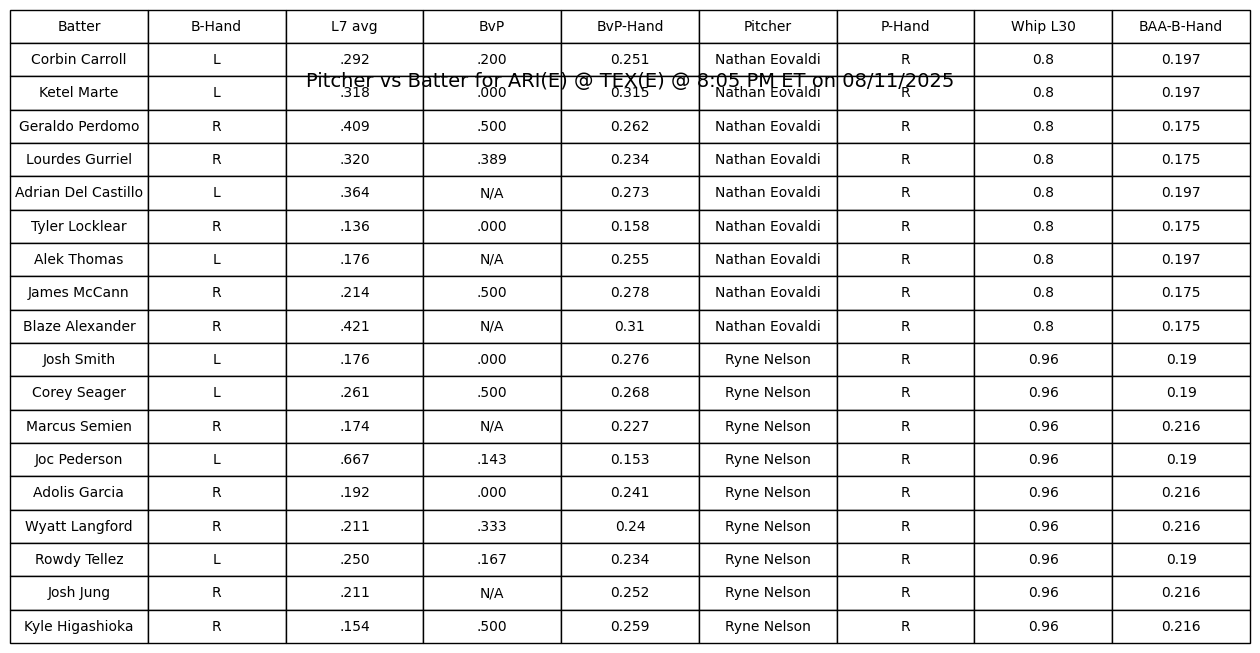 Batter B-Hand L7 avg BvP BvP-Hand Pitcher P-Hand Whip L30 BAA-B-Hand
Corbin Carroll L .292 .200 0.251 Nathan Eovaldi R 0.8 0.197
Pitcher vs Batter for ARI(E) @ TEX(E) @ 8:05 PM ET on 08/11/2025
Ketel Marte L .318 .000 0.315 Nathan Eovaldi R 0.8 0.197
Geraldo Perdomo R .409 .500 0.262 Nathan Eovaldi R 0.8 0.175
Lourdes Gurriel R .320 .389 0.234 Nathan Eovaldi R 0.8 0.175
Adrian Del Castillo L .364 N/A 0.273 Nathan Eovaldi R 0.8 0.197
Tyler Locklear R .136 .000 0.158 Nathan Eovaldi R 0.8 0.175
Alek Thomas L .176 N/A 0.255 Nathan Eovaldi R 0.8 0.197
James McCann R .214 .500 0.278 Nathan Eovaldi R 0.8 0.175
Blaze Alexander R .421 N/A 0.31 Nathan Eovaldi R 0.8 0.175
Josh Smith L .176 .000 0.276 Ryne Nelson R 0.96 0.19
Corey Seager L .261 .500 0.268 Ryne Nelson R 0.96 0.19
Marcus Semien R .174 N/A 0.227 Ryne Nelson R 0.96 0.216
Joc Pederson L .667 .143 0.153 Ryne Nelson R 0.96 0.19
Adolis Garcia R .192 .000 0.241 Ryne Nelson R 0.96 0.216
Wyatt Langford R .211 .333 0.24 Ryne Nelson R 0.96 0.216
Rowdy Tellez L .250 .167 0.234 Ryne Nelson R 0.96 0.19
Josh Jung R .211 N/A 0.252 Ryne Nelson R 0.96 0.216
Kyle Higashioka R .154 .500 0.259 Ryne Nelson R 0.96 0.216